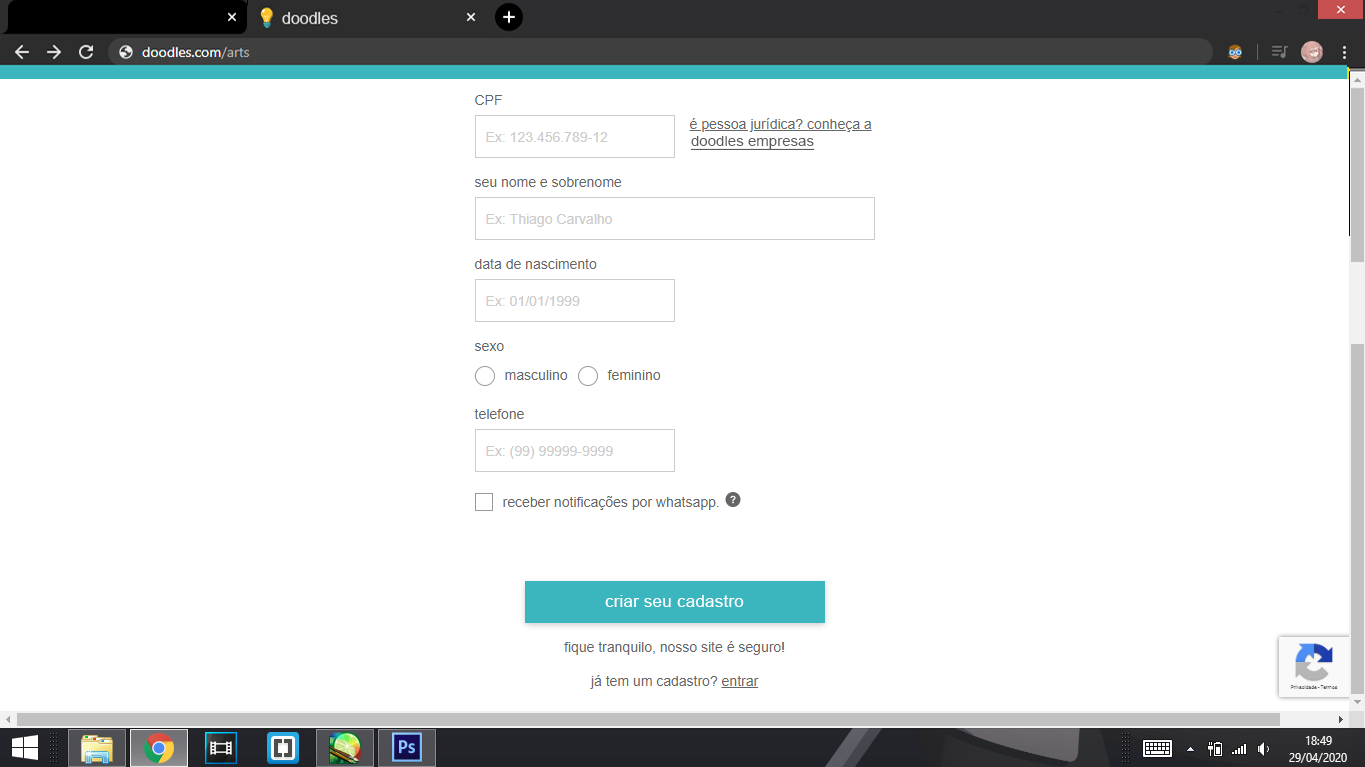 doodles
doodles.com/arts
CPF
Ex: 123.456.789-12
é pessoa jurídica? conheça a
doodles empresas
seu nome e sobrenome
Ex: Thiago Carvalho
data de nascimento
Ex: 01/01/1999
sexo
masculino feminino
telefone
Ex: (99) 99999-9999
receber notificações por whatsapp. ?
criar seu cadastro
fique tranquilo, nosso site é seguro!
já tem um cadastro? entrar
Privacidade - Termos
Ps
18:49
29/04/2020